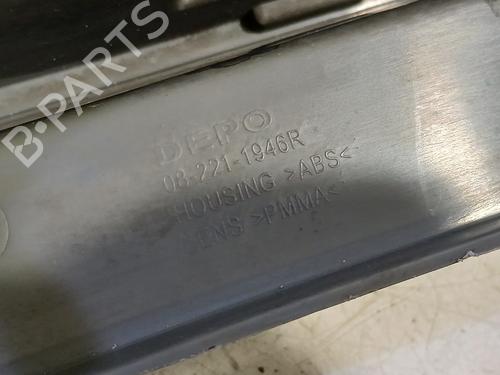 DEPO
08-221-1946R
HOUSING >ABS<
LENS >PMMA<
B-PARTS